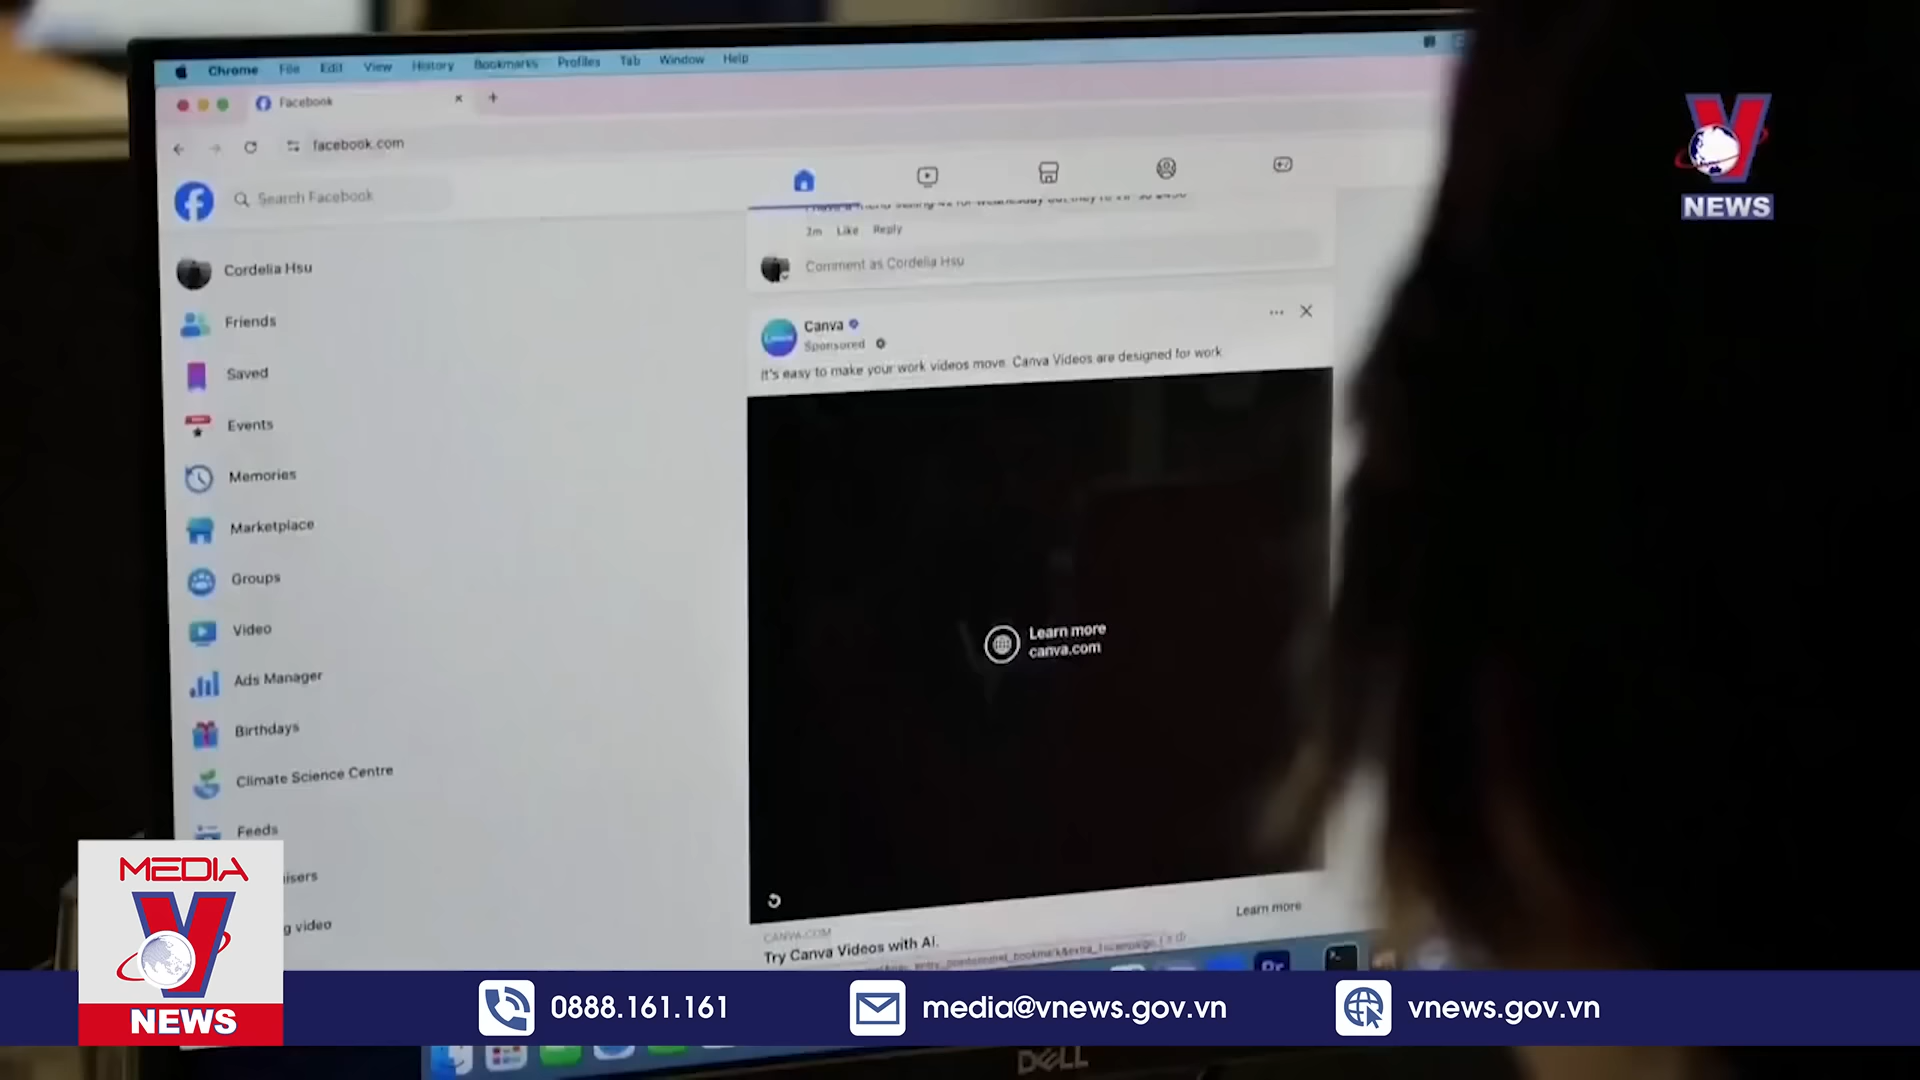 Chrome File Edit View History Bookmarks Profiles Tab Window Help
Facebook
facebook.com
Search Facebook
NEWS
2m Like Reply
Comment as Cordelia Hsu
Cordelia Hsu
Friends
Saved
Events
Memories
Marketplace
Groups
Video
Ads Manager
Birthdays
Climate Science Centre
Feeds
Canva
Sponsored
It's easy to make your work videos move. Canva Videos are designed for work
Learn more
canva.com
Learn more
CANVA.COM
Try Canva Videos with AI.
video
MEDIA
NEWS
0888.161.161
media@vnews.gov.vn
vnews.gov.vn
Pr
DELL